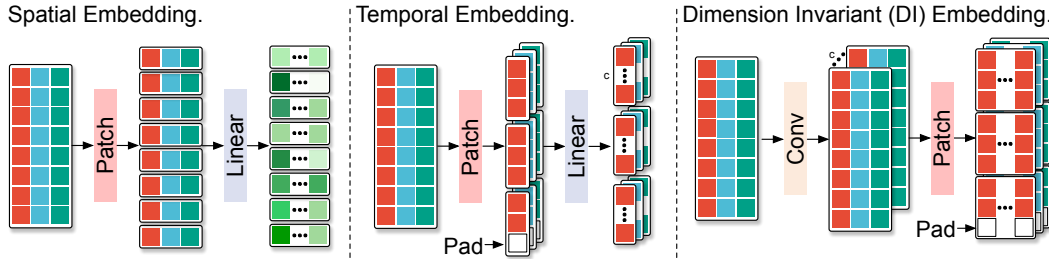 Spatial Embedding.
Patch
Linear
Temporal Embedding.
Patch
Pad
Linear
c
Dimension Invariant (DI) Embedding.
Conv
c
Patch
Pad